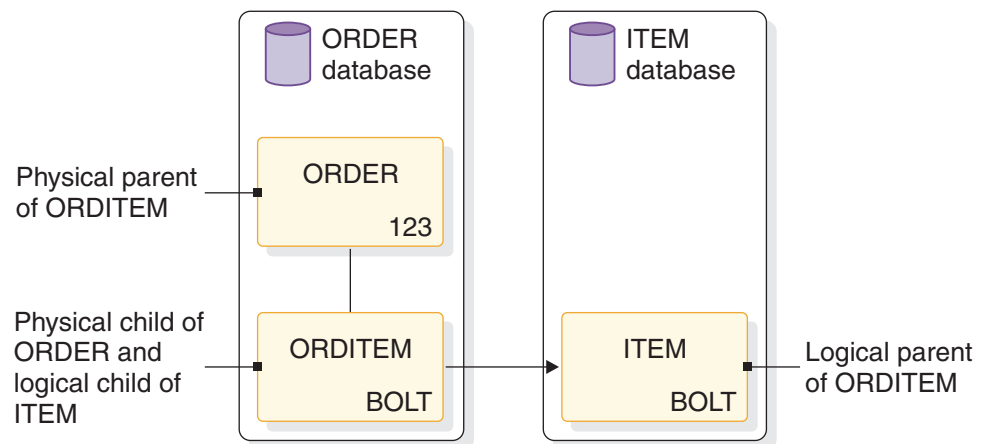 ORDER
database
ITEM
database
Physical parent
of ORDITEM
ORDER
123
Physical child of
ORDER and
logical child of
ITEM
ORDITEM
BOLT
ITEM
BOLT
Logical parent
of ORDITEM